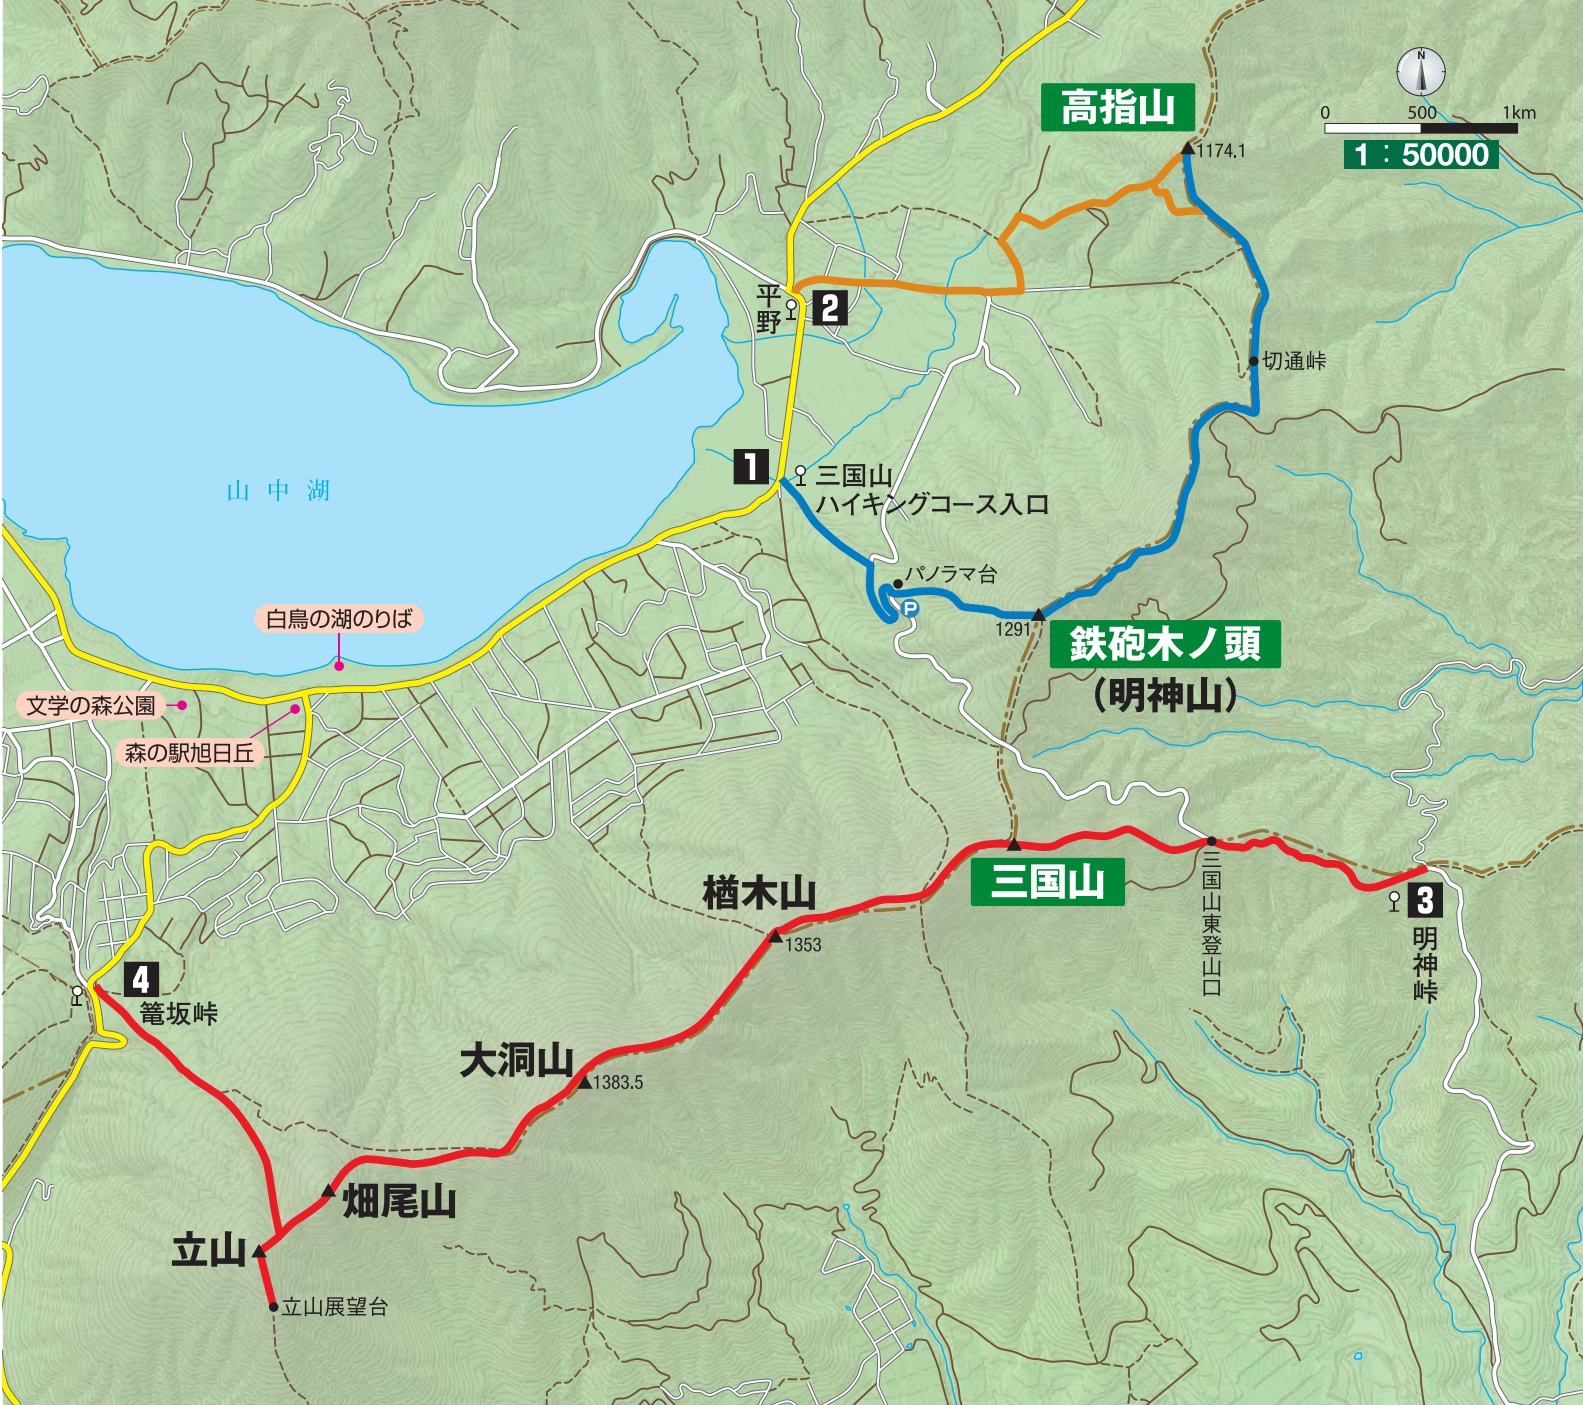 N
0 500 1km
1：50000
高指山
1174.1
平野
2
切通峠
1
三国山
ハイキングコース入口
山中湖
パノラマ台
P
1291
鉄砲木ノ頭
（明神山）
白鳥の湖のりば
文学の森公園
森の駅旭日丘
三国山
三国山東登山口
3
明神峠
楢木山
1353
4
篭坂峠
大洞山
1383.5
畑尾山
立山
立山展望台